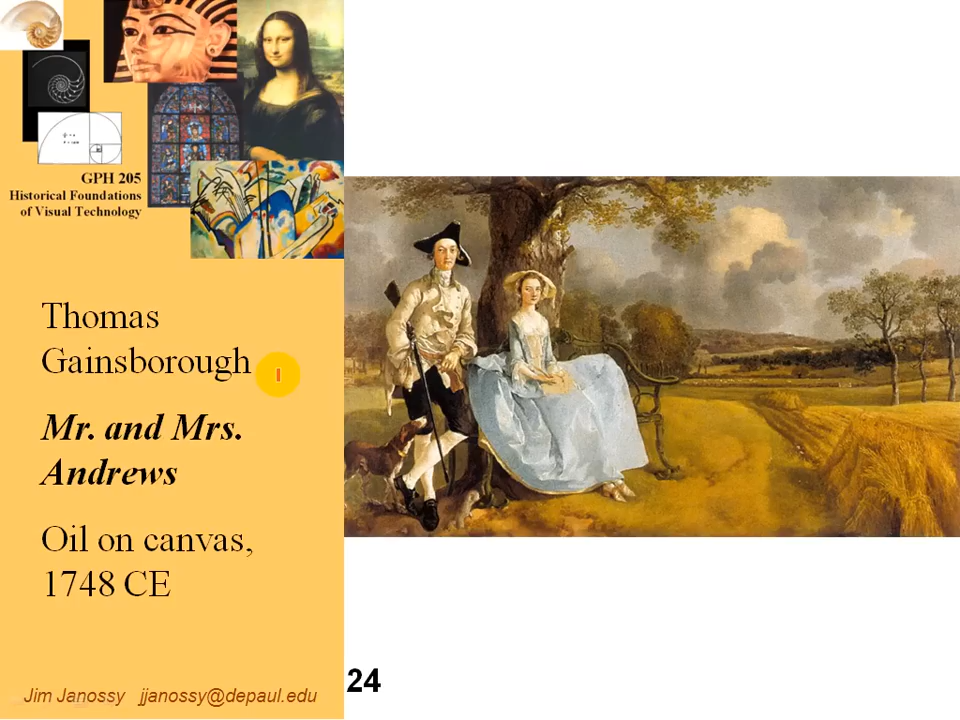 GPH 205
Historical Foundations
of Visual Technology
Thomas
Gainsborough
Mr. and Mrs.
Andrews
Oil on canvas,
1748 CE
Jim Janossy jjanossy@depaul.edu
24